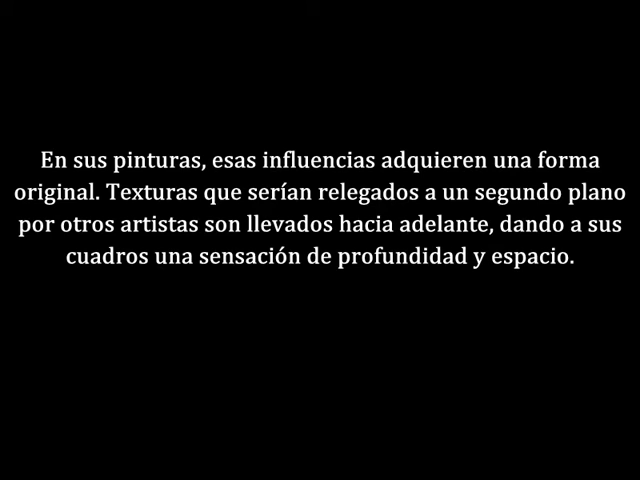 En sus pinturas, esas influencias adquieren una forma
original. Texturas que serían relegados a un segundo plano
por otros artistas son llevados hacia adelante, dando a sus
cuadros una sensación de profundidad y espacio.